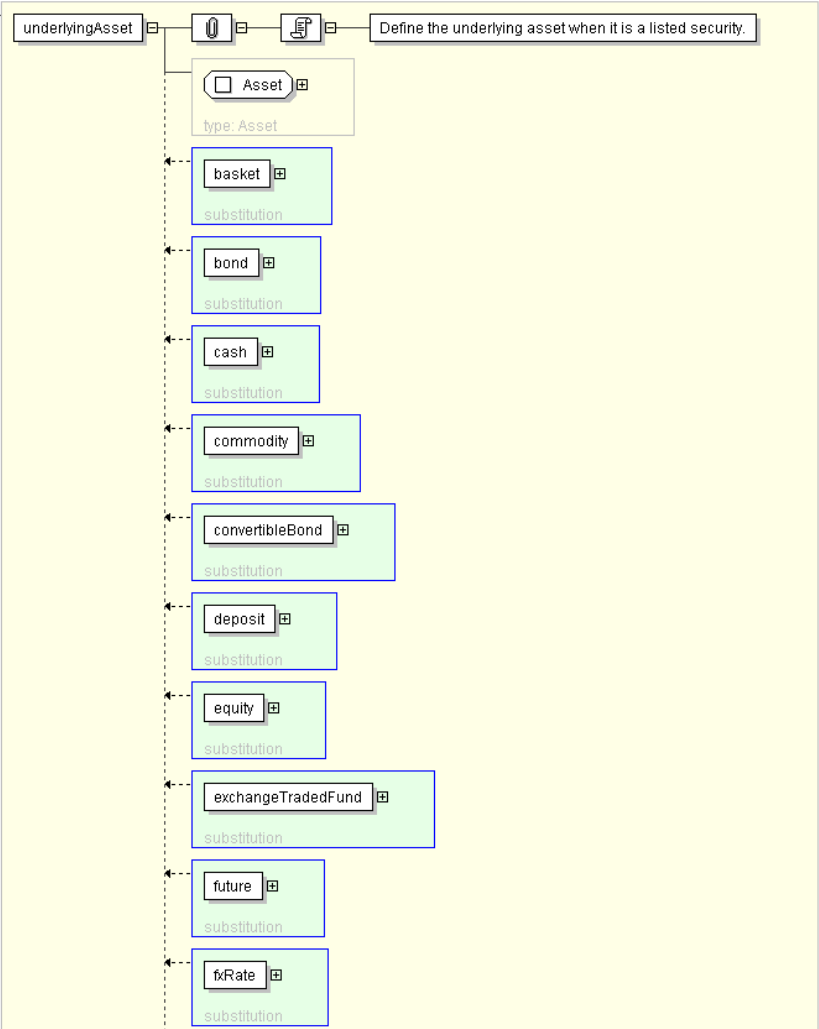 underlyingAsset
Define the underlying asset when it is a listed security.
Asset
type: Asset
basket
substitution
bond
substitution
cash
substitution
commodity
substitution
convertibleBond
substitution
deposit
substitution
equity
substitution
exchangeTradedFund
substitution
future
substitution
fxRate
substitution